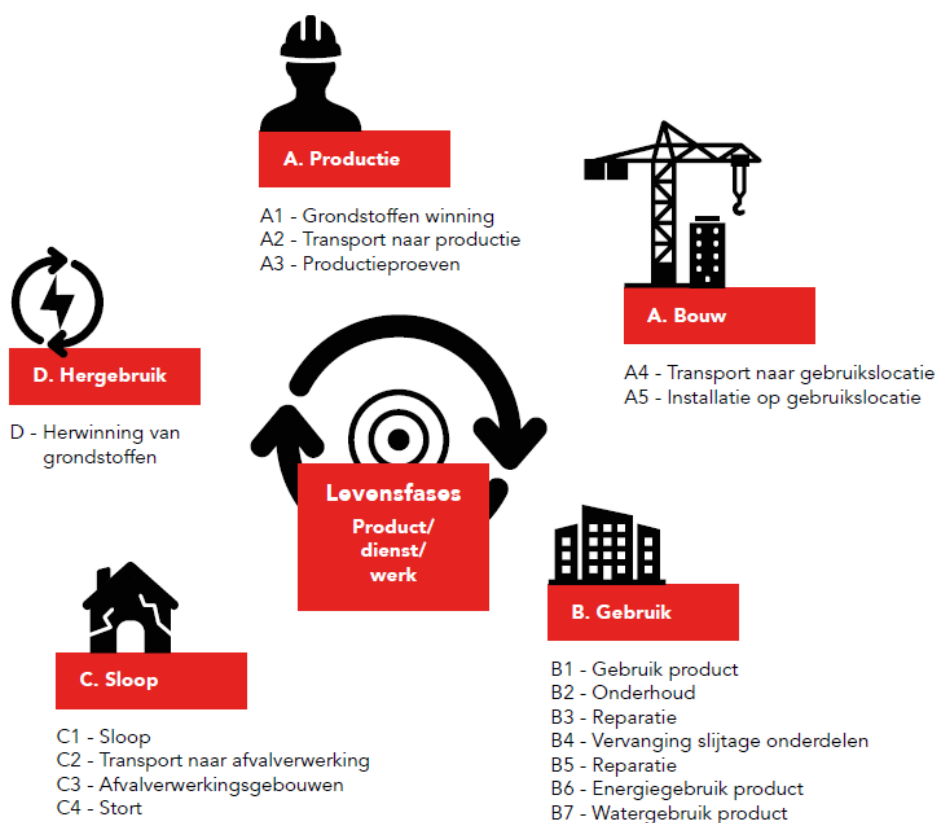 A. Productie
A1 - Grondstoffen winning
A2 - Transport naar productie
A3 - Productieproeven
A. Bouw
A4 - Transport naar gebruikslocatie
A5 - Installatie op gebruikslocatie
D. Hergebruik
D - Herwinning van
grondstoffen
Levensfases
Product/
dienst/
werk
B. Gebruik
B1 - Gebruik product
B2 - Onderhoud
B3 - Reparatie
B4 - Vervanging slijtage onderdelen
B5 - Reparatie
B6 - Energiegebruik product
B7 - Watergebruik product
C. Sloop
C1 - Sloop
C2 - Transport naar afvalverwerking
C3 - Afvalverwerkingsgebouwen
C4 - Stort